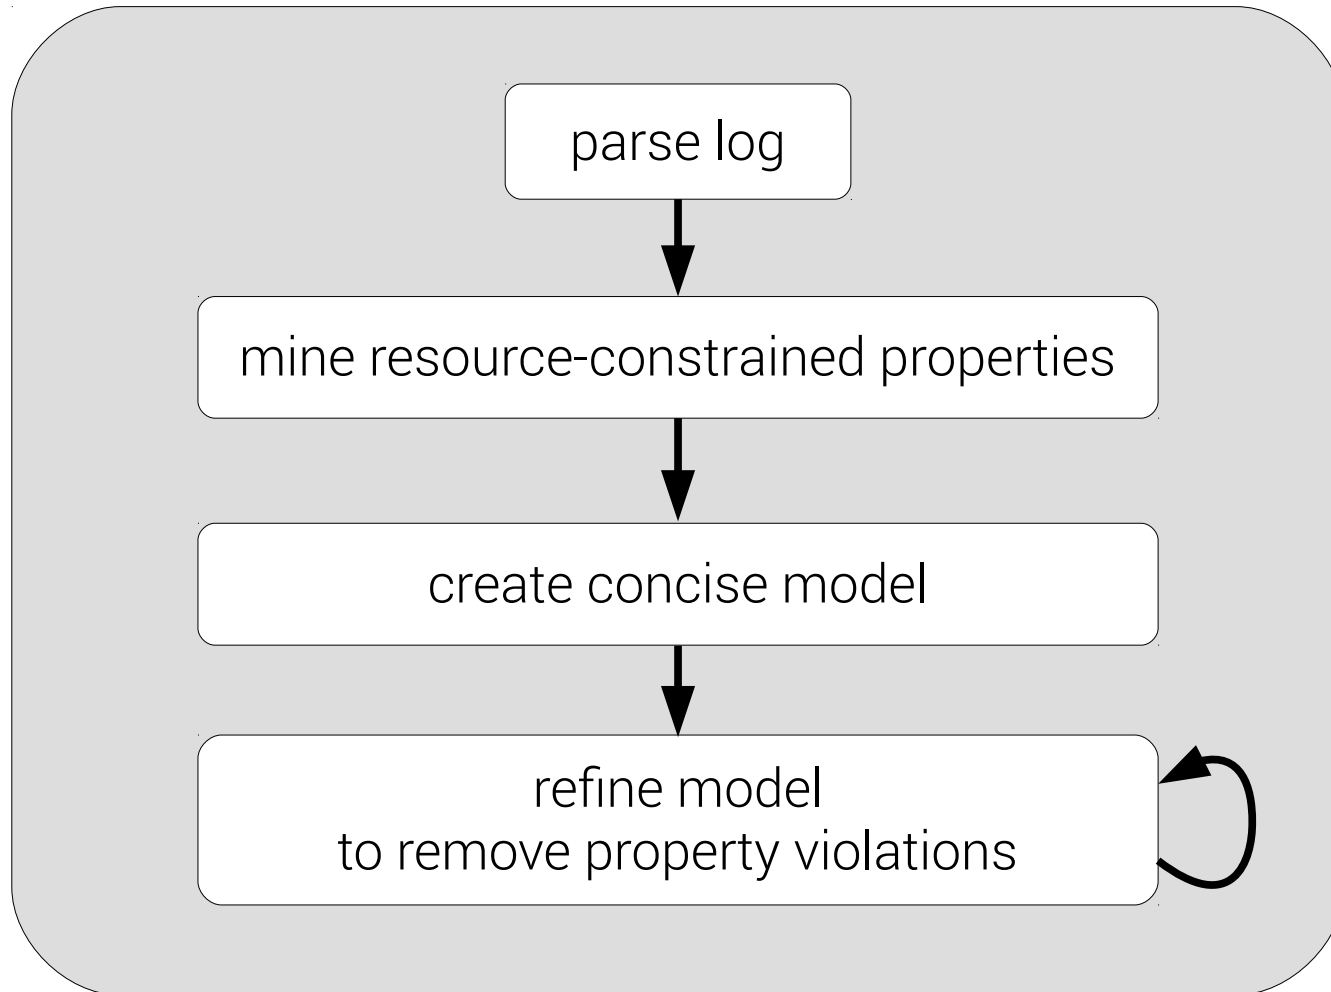 parse log
mine resource-constrained properties
create concise model
refine model
to remove property violations